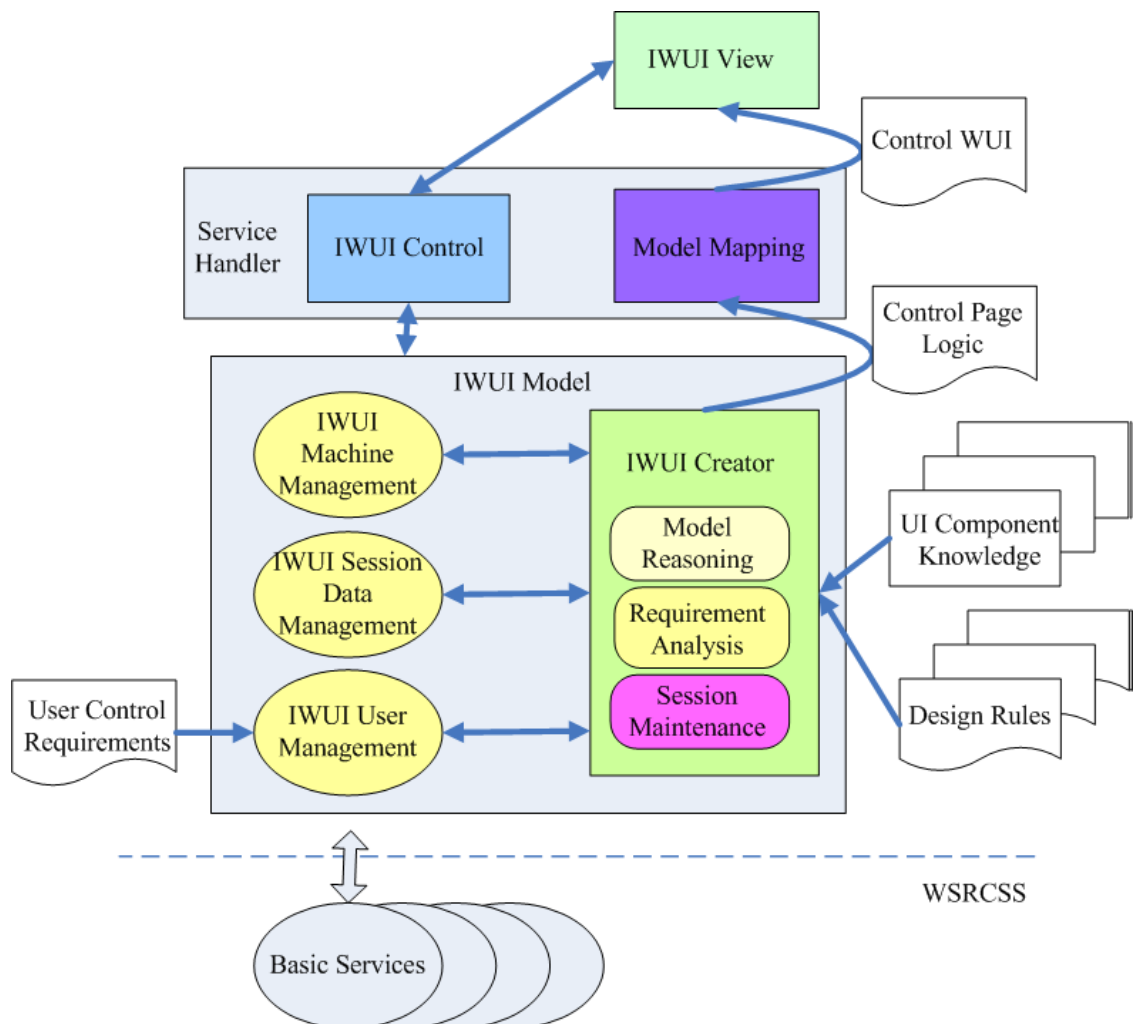 IWUI View
Control WUI
Service
Handler
IWUI Control
Model Mapping
Control Page
Logic
IWUI Model
IWUI
Machine
Management
IWUI Creator
Model
Reasoning
UI Component
Knowledge
IWUI Session
Data
Management
Requirement
Analysis
User Control
Requirements
IWUI User
Management
Session
Maintenance
Design Rules
WSRCSS
Basic Services